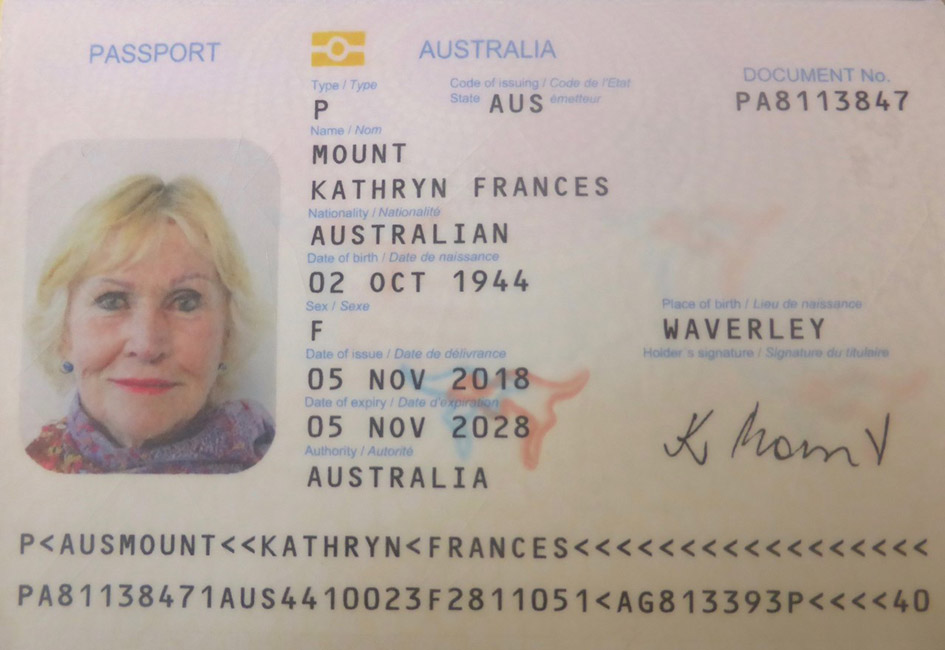 PASSPORT
AUSTRALIA
Type / Type
Code of issuing / Code de l'État
DOCUMENT No.
P
State AUS émetteur
PA8113847
Name / Nom
MOUNT
KATHRYN FRANCES
Nationality / Nationalité
AUSTRALIAN
Date of birth / Date de naissance
02 OCT 1944
Sex / Sexe
Place of birth / Lieu de naissance
F
WAVERLEY
Date of issue / Date de délivrance
Holder s signature / Signature du titulaire
05 NOV 2018
Date of expiry / Date d'expiration
05 NOV 2028
K Mount
Authority / Autorité
AUSTRALIA
P<AUSMOUNT<<KATHRYN<FRANCES<<<<<<<<<<<<<<<<<
PA81138471AUS4410023F2811051<AG813393P<<<<40